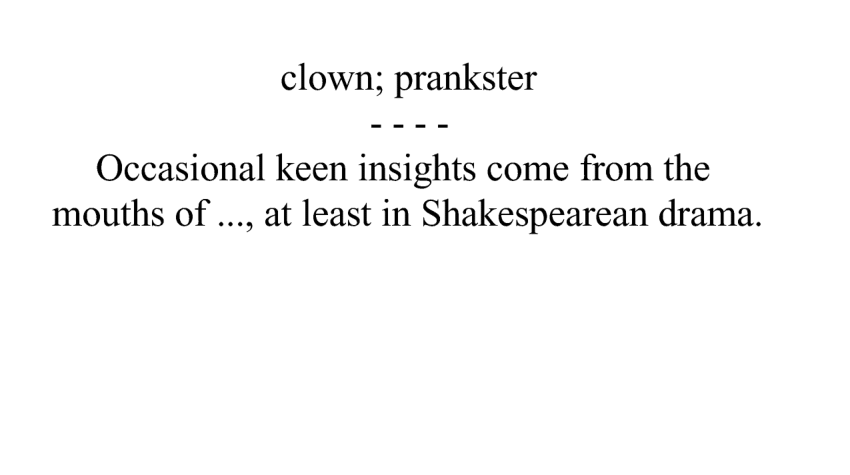 clown; prankster
- - - -
Occasional keen insights come from the
mouths of ..., at least in Shakespearean drama.